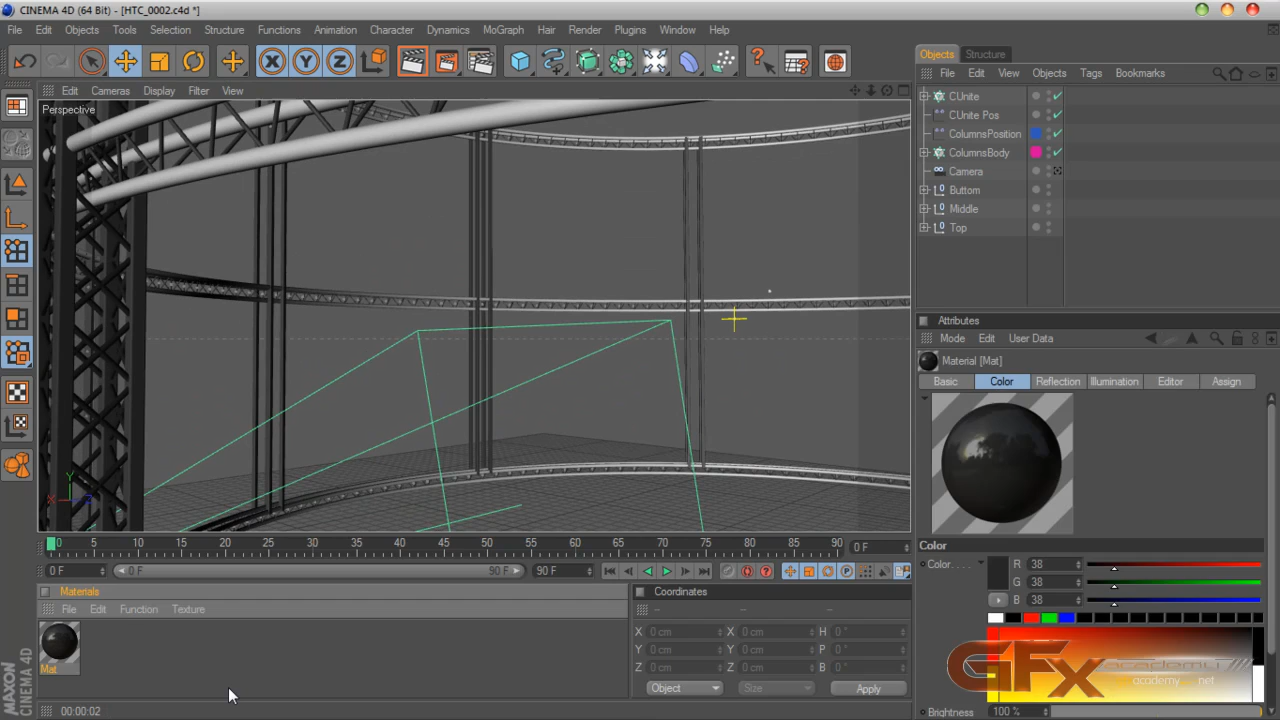 CINEMA 4D (64 Bit) - [HTC_0002.c4d *]
File Edit Objects Tools Selection Structure Functions Animation Character Dynamics MoGraph Hair Render Plugins Window Help
Edit Cameras Display Filter View
Perspective
Y
X
Z
0 5 10 15 20 25 30 35 40 45 50 55 60 65 70 75 80 85 90 0 F
0 F 0 F 90 F 90 F
Materials
File Edit Function Texture
Mat
Coordinates
-- -- --
X 0 cm X 0 cm H 0 °
Y 0 cm Y 0 cm P 0 °
Z 0 cm Z 0 cm B 0 °
Object Size Apply
00:00:02
MAXON
CINEMA 4D
Objects Structure
File Edit View Objects Tags Bookmarks
CUnite
CUnite Pos
ColumnsPosition
ColumnsBody
Camera
Buttom
Middle
Top
Attributes
Mode Edit User Data
Material [Mat]
Basic Color Reflection Illumination Editor Assign
Color
Color. . . . R 38
G 38
B 38
GFx academy
academy .net
Brightness 100 %